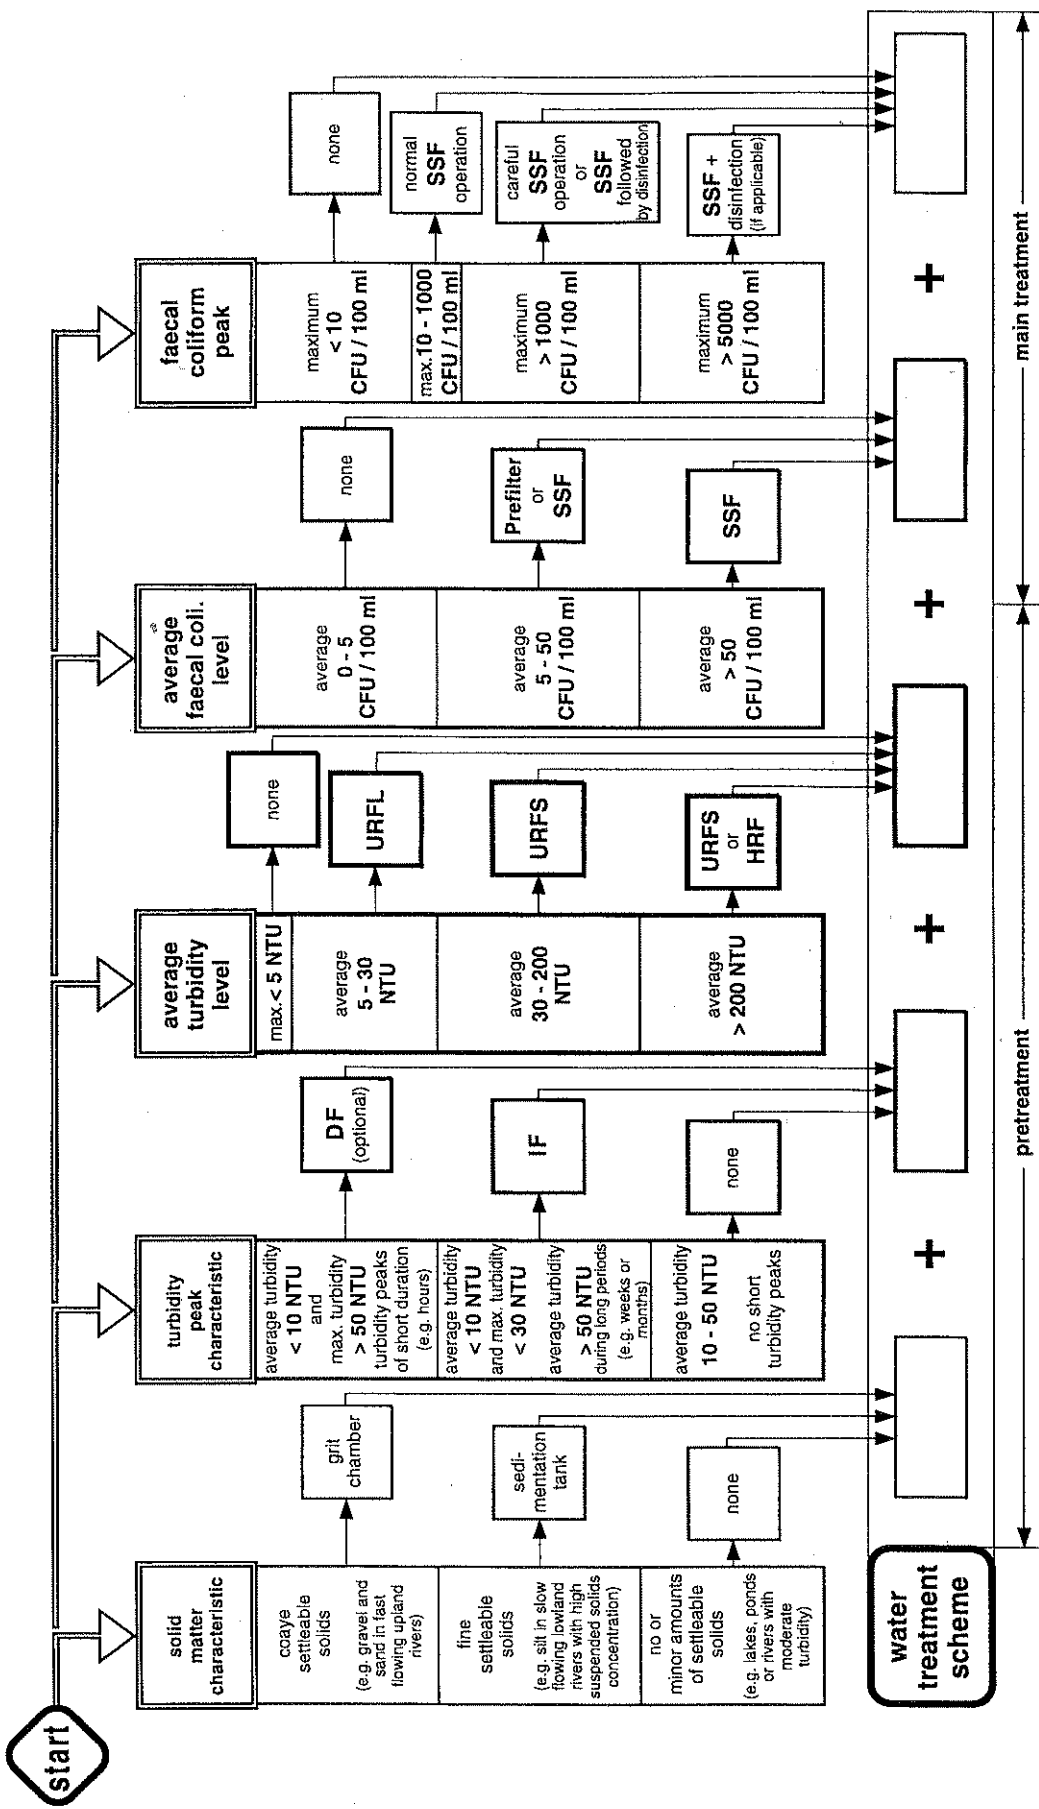 start
solid
matter
characteristic
coaye
settleable
solids
(e.g. gravel and
sand in fast
flowing upland
rivers)
fine
settleable
solids
(e.g. silt in slow
flowing lowland
rivers with high
suspended solids
concentration)
no or
minor amounts
of settleable
solids
(e.g. lakes, ponds
or rivers with
moderate
turbidity)
grit
chamber
sedi-
mentation
tank
none
turbidity
peak
characteristic
average turbidity
< 10 NTU
and
max. turbidity
> 50 NTU
turbidity peaks
of short duration
(e.g. hours)
average turbidity
< 10 NTU
and max. turbidity
< 30 NTU
average turbidity
> 50 NTU
during long periods
(e.g. weeks or
months)
average turbidity
10 - 50 NTU
no short
turbidity peaks
DF
(optional)
IF
none
average
turbidity
level
max.< 5 NTU
average
5 - 30
NTU
average
30 - 200
NTU
average
> 200 NTU
none
URFL
URFS
URFS
or
HRF
average
faecal coli.
level
average
0 - 5
CFU / 100 ml
average
5 - 50
CFU / 100 ml
average
> 50
CFU / 100 ml
none
Prefilter
or
SSF
SSF
faecal
coliform
peak
maximum
< 10
CFU / 100 ml
max.10 - 1000
CFU / 100 ml
maximum
> 1000
CFU / 100 ml
maximum
> 5000
CFU / 100 ml
none
normal
SSF
operation
careful
SSF
operation
or
SSF
followed
by disinfection
SSF +
disinfection
(if applicable)
water
treatment
scheme
+
+
+
+
+
pretreatment
main treatment